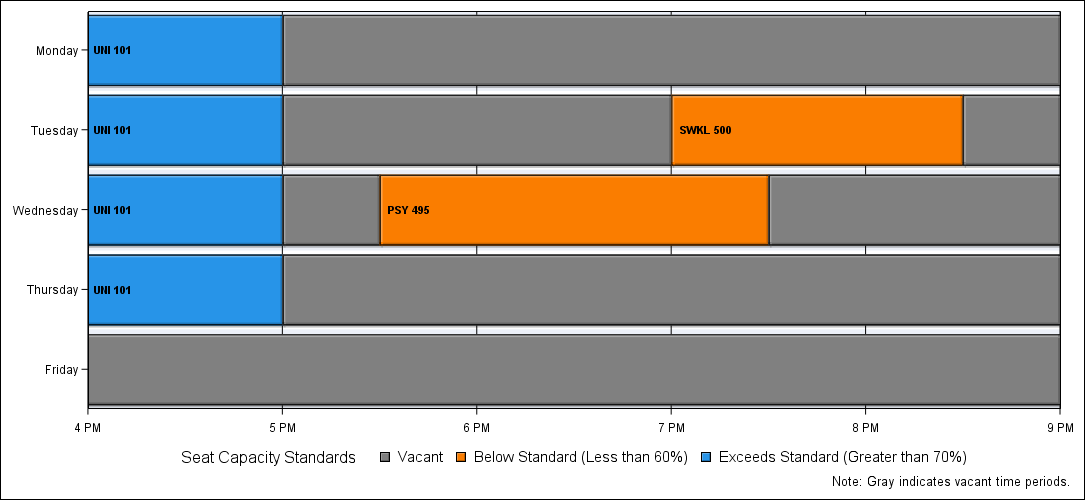 Monday UNI 101
Tuesday UNI 101 SWKL 500
Wednesday UNI 101 PSY 495
Thursday UNI 101
Friday
4 PM 5 PM 6 PM 7 PM 8 PM 9 PM
Seat Capacity Standards Vacant Below Standard (Less than 60%) Exceeds Standard (Greater than 70%)
Note: Gray indicates vacant time periods.